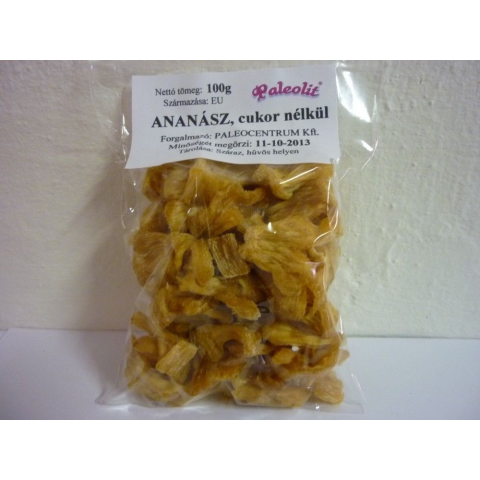 Nettó tömeg: 100g
Paleolit®
Származása: EU
ANANÁSZ, cukor nélkül
Forgalmazó: PALEOCENTRUM Kft.
Minőségét megőrzi: 11-10-2013
Tárolása: Száraz, hűvös helyen